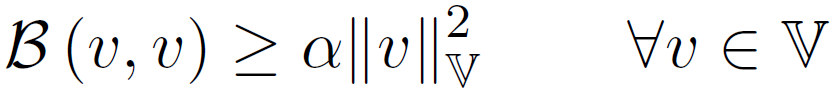 ℬ(v, v) ≥ α‖v‖²_𝕍 ∀v ∈ 𝕍